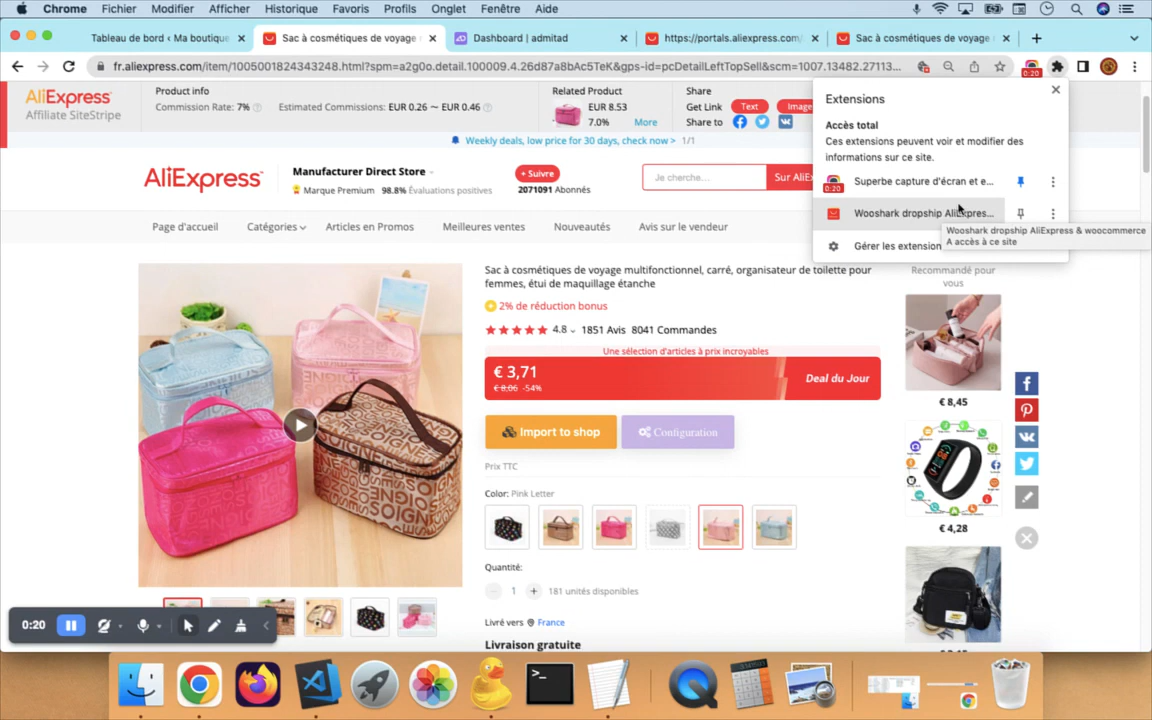 Chrome Fichier Modifier Afficher Historique Favoris Profils Onglet Fenêtre Aide
Tableau de bord ‹ Ma boutique
Sac à cosmétiques de voyage
Dashboard | admitad
https://portals.aliexpress.com/
Sac à cosmétiques de voyage
fr.aliexpress.com/item/1005001824343248.html?spm=a2g0o.detail.100009.4.26d87a8bAc5TeK&gps-id=pcDetailLeftTopSell&scm=1007.13482.27113...
0:20
AliExpress
Affiliate SiteStripe
Product info
Commission Rate: 7%
Estimated Commissions: EUR 0.26 ~ EUR 0.46
Related Product
EUR 8.53
7.0%
More
Share
Get Link
Text
Image
Share to
Extensions
Accès total
Ces extensions peuvent voir et modifier des
informations sur ce site.
0:20
Superbe capture d'écran et e...
Wooshark dropship AliExpres...
Wooshark dropship AliExpress & woocommerce
A accès à ce site
Gérer les extension
Weekly deals, low price for 30 days, check now > 1/1
AliExpress
Manufacturer Direct Store
Marque Premium 98.8% Évaluations positives
+ Suivre
2071091 Abonnés
Je cherche...
Sur AliEx
Page d'accueil
Catégories
Articles en Promo
Meilleures ventes
Nouveautés
Avis sur le vendeur
Sac à cosmétiques de voyage multifonctionnel, carré, organisateur de toilette pour
femmes, étui de maquillage étanche
2% de réduction bonus
4.8
1851 Avis
8041 Commandes
Une sélection d'articles à prix incroyables
€ 3,71
€ 8,06 -54%
Deal du Jour
Import to shop
Configuration
Prix TTC
Color: Pink Letter
Quantité:
1
181 unités disponibles
Livré vers
France
Livraison gratuite
Recommandé pour
vous
€ 8,45
€ 4,28
0:20